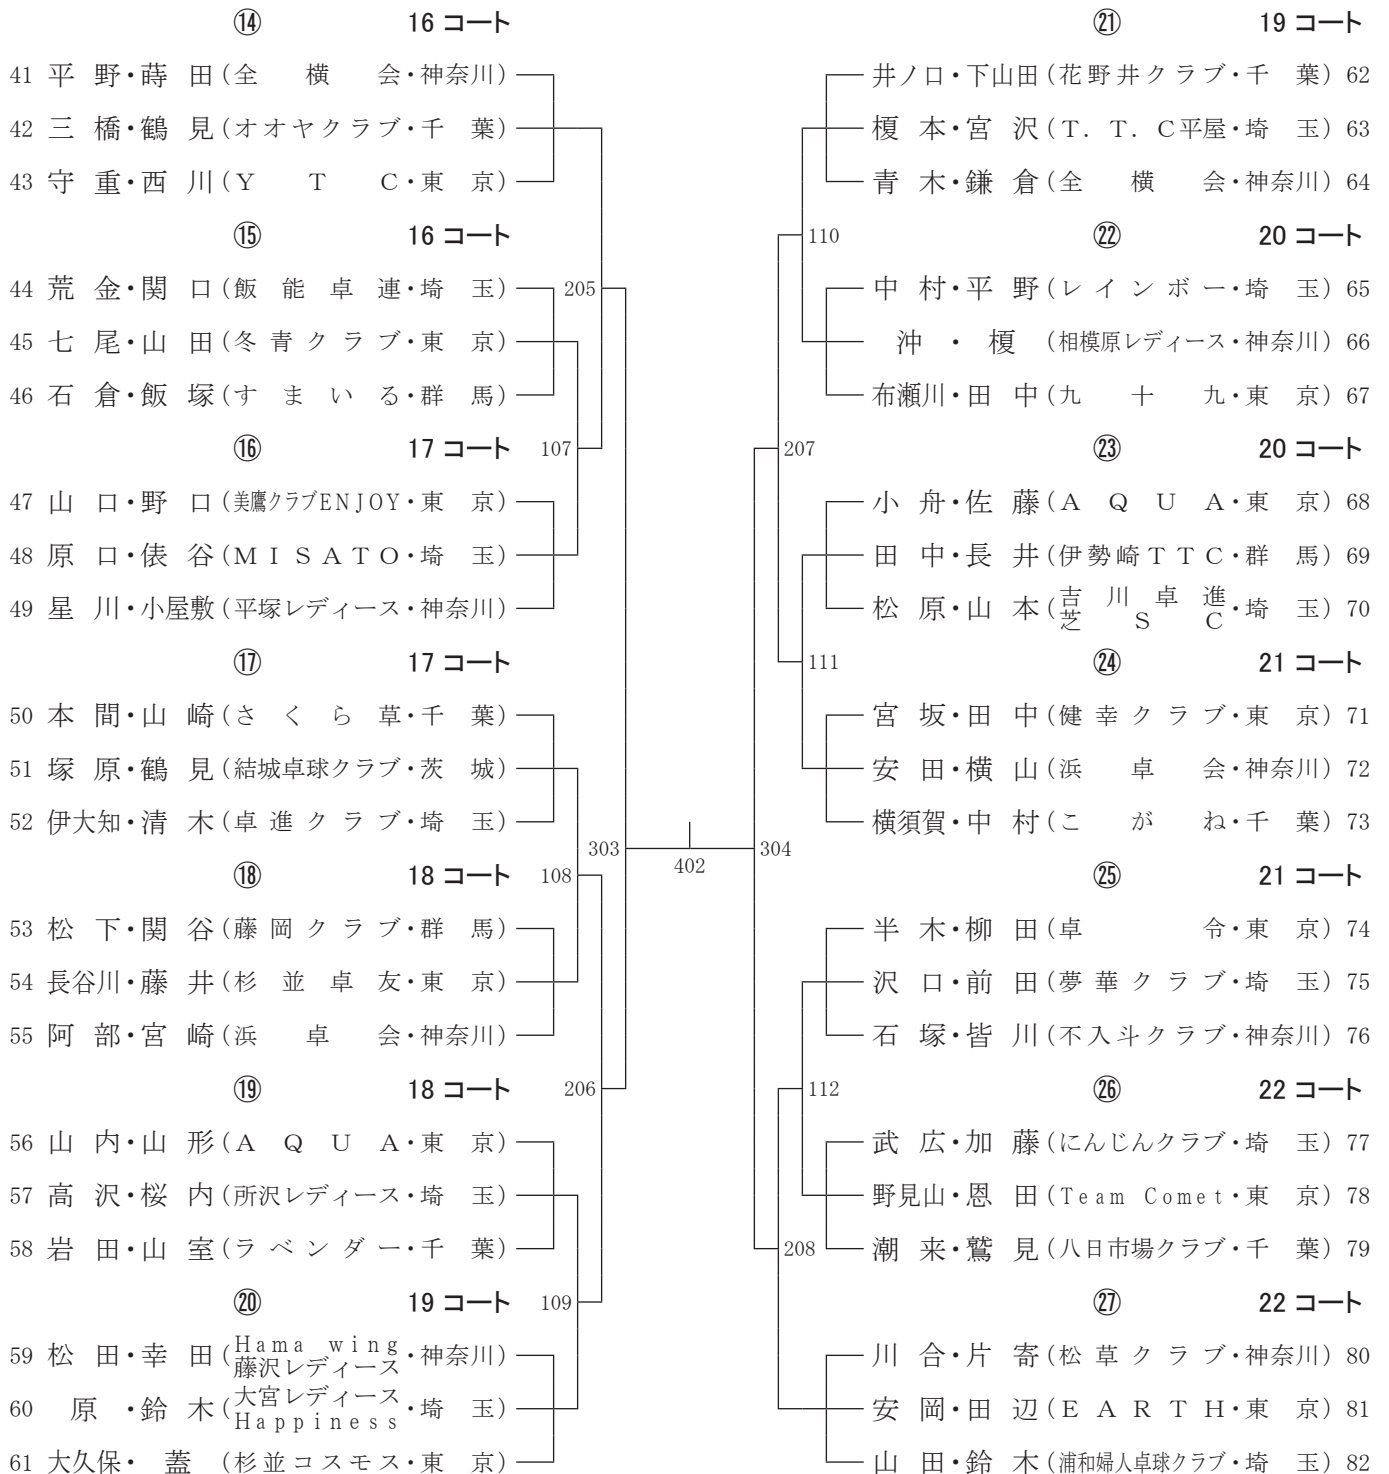 ⑭ 16コート
41 平野・蒔田(全横会・神奈川)
42 三橋・鶴見(オオヤクラブ・千葉)
43 守重・西川(YTC・東京)
⑮ 16コート
44 荒金・関口(飯能卓連・埼玉)
205
45 七尾・山田(冬青クラブ・東京)
46 石倉・飯塚(すまいる・群馬)
⑯ 17コート
107
47 山口・野口(美鷹クラブENJOY・東京)
48 原口・俵谷(MISATO・埼玉)
49 星川・小屋敷(平塚レディース・神奈川)
⑰ 17コート
50 本間・山崎(さくら草・千葉)
51 塚原・鶴見(結城卓球クラブ・茨城)
52 伊大知・清木(卓進クラブ・埼玉)
303
⑱ 18コート
108
53 松下・関谷(藤岡クラブ・群馬)
54 長谷川・藤井(杉並卓友・東京)
55 阿部・宮崎(浜卓会・神奈川)
⑲ 18コート
206
56 山内・山形(AQUA・東京)
57 高沢・桜内(所沢レディース・埼玉)
58 岩田・山室(ラベンダー・千葉)
⑳ 19コート
109
59 松田・幸田(Hama wing 藤沢レディース・神奈川)
60 原・鈴木(大宮レディース Happiness・埼玉)
61 大久保・蓋(杉並コスモス・東京)
402
㉑ 19コート
井ノ口・下山田(花野井クラブ・千葉) 62
榎本・宮沢(T.T.C平屋・埼玉) 63
青木・鎌倉(全横会・神奈川) 64
110
㉒ 20コート
中村・平野(レインボー・埼玉) 65
沖・榎(相模原レディース・神奈川) 66
布瀬川・田中(九十九・東京) 67
207
㉓ 20コート
小舟・佐藤(AQUA・東京) 68
田中・長井(伊勢崎TTC・群馬) 69
松原・山本(吉川卓進 芝SC・埼玉) 70
111
㉔ 21コート
宮坂・田中(健幸クラブ・東京) 71
安田・横山(浜卓会・神奈川) 72
横須賀・中村(こがね・千葉) 73
304
㉕ 21コート
半木・柳田(卓令・東京) 74
沢口・前田(夢華クラブ・埼玉) 75
石塚・皆川(不入斗クラブ・神奈川) 76
112
㉖ 22コート
武広・加藤(にんじんクラブ・埼玉) 77
野見山・恩田(Team Comet・東京) 78
潮来・鷲見(八日市場クラブ・千葉) 79
208
㉗ 22コート
川合・片寄(松草クラブ・神奈川) 80
安岡・田辺(EARTH・東京) 81
山田・鈴木(浦和婦人卓球クラブ・埼玉) 82